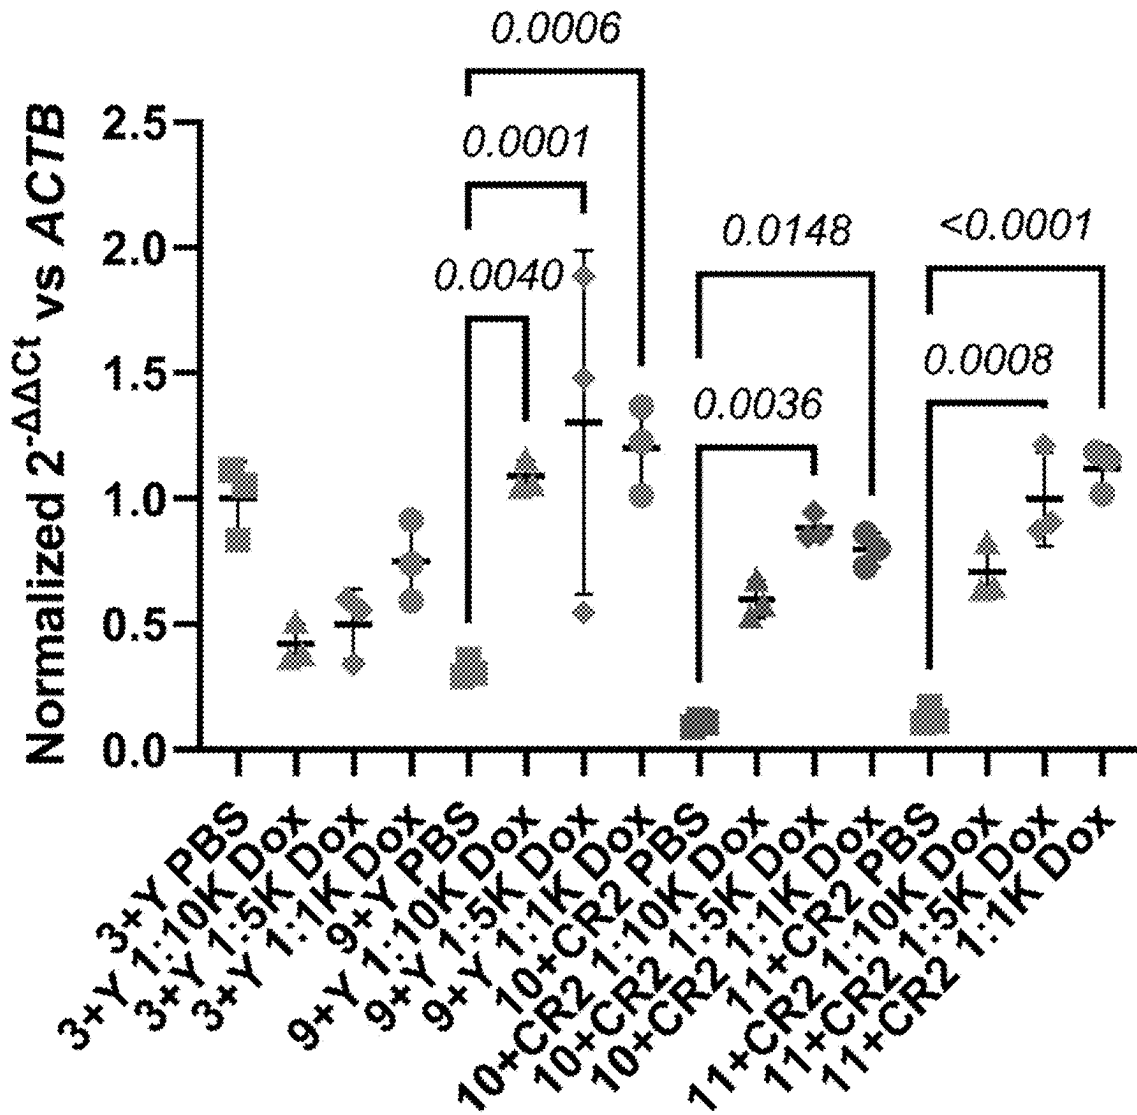 0.0006
0.0001
0.0040
0.0148
0.0036
<0.0001
0.0008
Normalized 2^-ΔΔCt vs ACTB
2.5
2.0
1.5
1.0
0.5
0.0
3+Y PBS
3+Y 1:10K Dox
3+Y 1:5K Dox
3+Y 1:1K Dox
9+Y PBS
9+Y 1:10K Dox
9+Y 1:5K Dox
9+Y 1:1K Dox
10+CR2 PBS
10+CR2 1:10K Dox
10+CR2 1:5K Dox
10+CR2 1:1K Dox
11+CR2 PBS
11+CR2 1:10K Dox
11+CR2 1:5K Dox
11+CR2 1:1K Dox